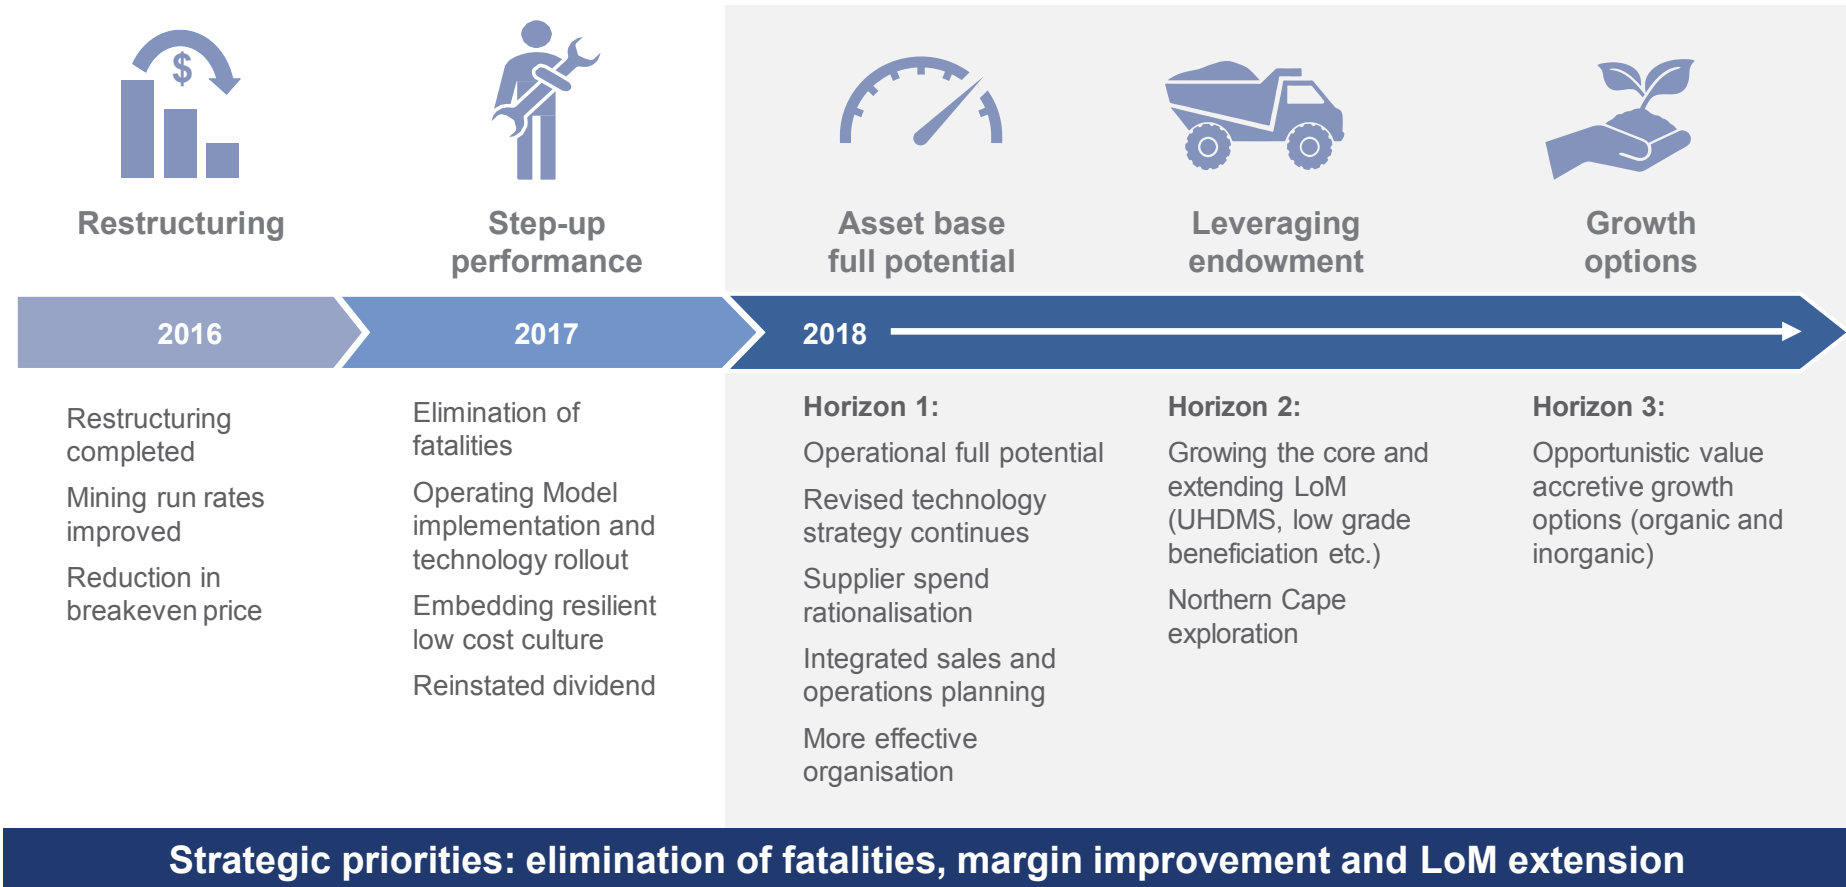 $
Restructuring
Step-up
performance
Asset base
full potential
Leveraging
endowment
Growth
options
2016
2017
2018
Restructuring
completed
Mining run rates
improved
Reduction in
breakeven price
Elimination of
fatalities
Operating Model
implementation and
technology rollout
Embedding resilient
low cost culture
Reinstated dividend
Horizon 1:
Operational full potential
Revised technology
strategy continues
Supplier spend
rationalisation
Integrated sales and
operations planning
More effective
organisation
Horizon 2:
Growing the core and
extending LoM
(UHDMS, low grade
beneficiation etc.)
Northern Cape
exploration
Horizon 3:
Opportunistic value
accretive growth
options (organic and
inorganic)
Strategic priorities: elimination of fatalities, margin improvement and LoM extension